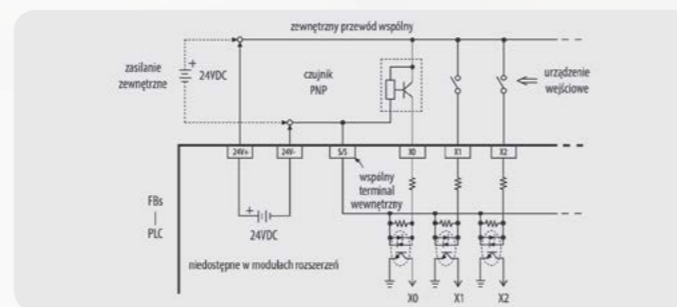 zewnętrzny przewód wspólny
zasilanie
zewnętrzne
+
24VDC
czujnik
PNP
urządzenie
wejściowe
24V+
24V-
S/S
X0
X1
X2
wspólny
terminal
wewnętrzny
FBs
PLC
+
24VDC
niedostępne w modułach rozszerzeń
X0
X1
X2